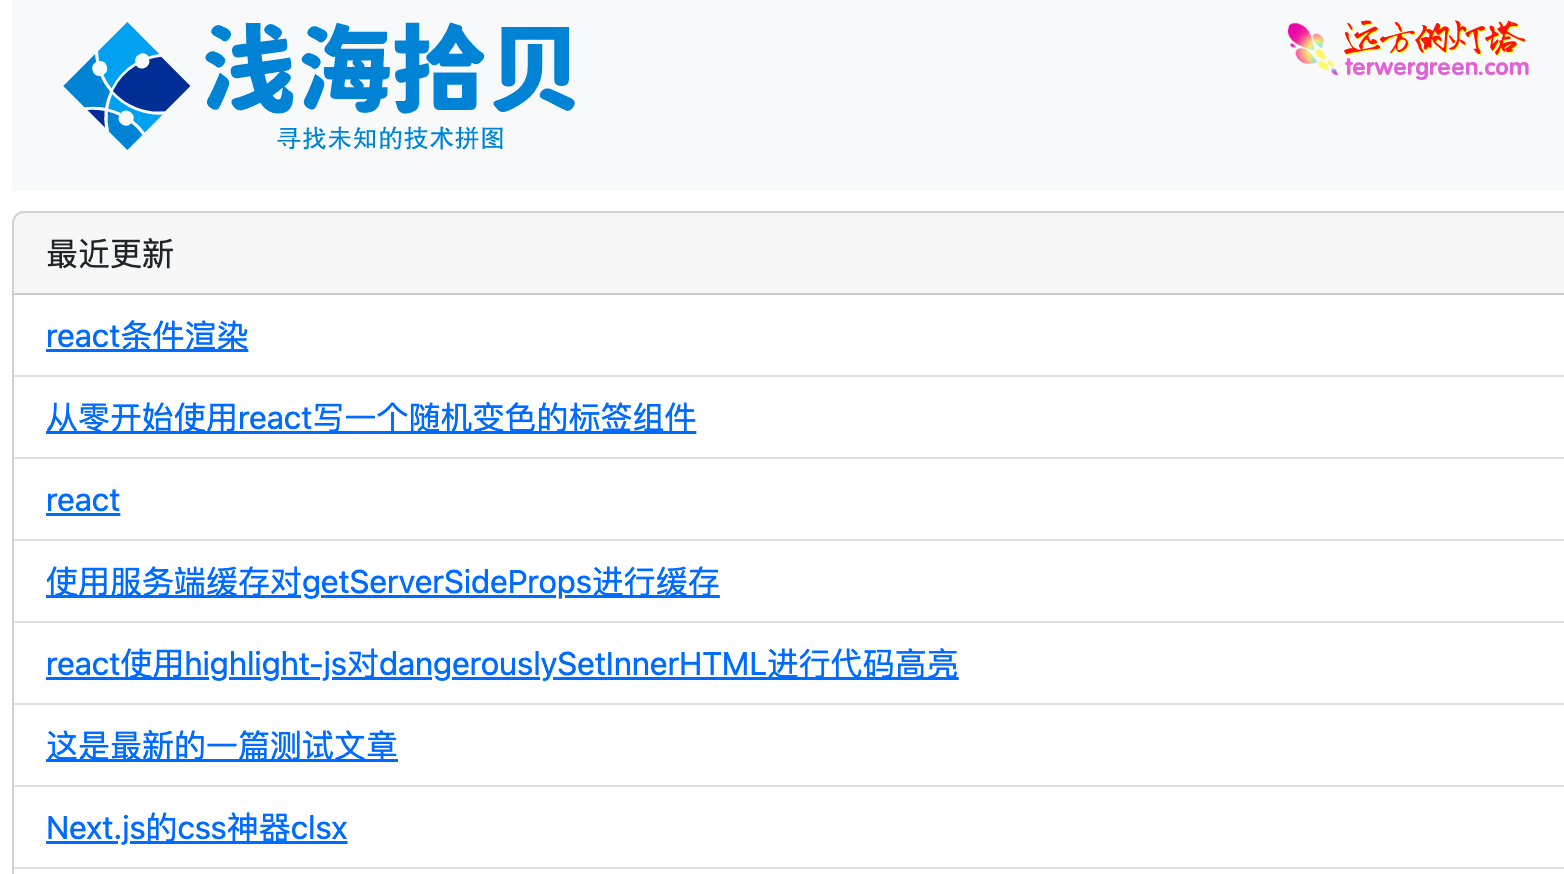 浅海拾贝
寻找未知的技术拼图
远方的灯塔
terwergreen.com
最近更新
react条件渲染
从零开始使用react写一个随机变色的标签组件
react
使用服务端缓存对getServerSideProps进行缓存
react使用highlight-js对dangerouslySetInnerHTML进行代码高亮
这是最新的一篇测试文章
Next.js的css神器clsx